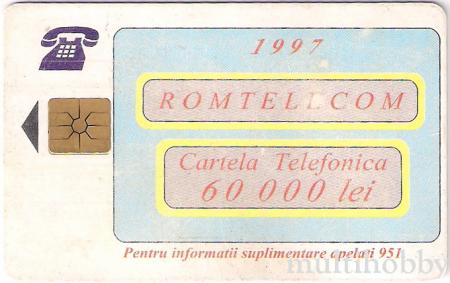 1997
ROMTELECOM
Cartela Telefonica
60 000 lei
Pentru informatii suplimentare apelati 951
multihobby